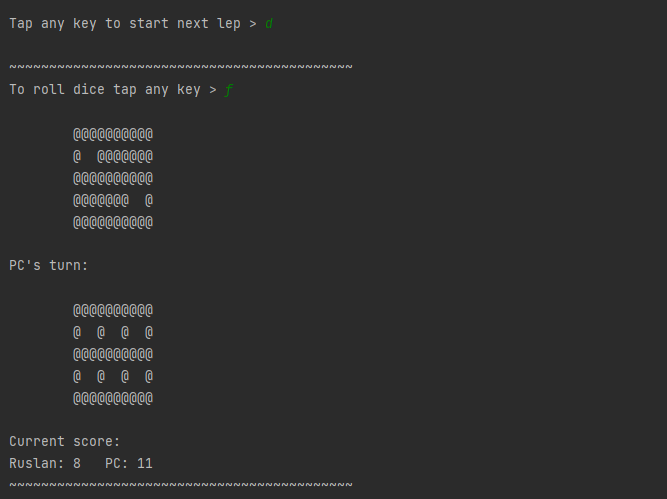 Tap any key to start next lep > d
~~~~~~~~~~~~~~~~~~~~~~~~~~~~~~~~~~~~~~~~~~~
To roll dice tap any key > f
        @@@@@@@@@@
        @  @@@@@@@
        @@@@@@@@@@
        @@@@@@@  @
        @@@@@@@@@@
PC's turn:
        @@@@@@@@@@
        @  @  @  @
        @@@@@@@@@@
        @  @  @  @
        @@@@@@@@@@
Current score:
Ruslan: 8   PC: 11
~~~~~~~~~~~~~~~~~~~~~~~~~~~~~~~~~~~~~~~~~~~